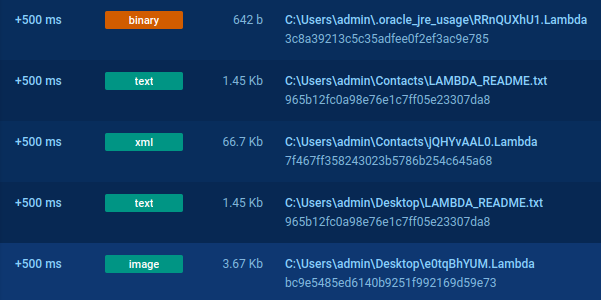 +500 ms binary 642 b C:\Users\admin\.oracle_jre_usage\RRnQUXhU1.Lambda
3c8a39213c5c35adfee0f2ef3ac9e785
+500 ms text 1.45 Kb C:\Users\admin\Contacts\LAMBDA_README.txt
965b12fc0a98e76e1c7ff05e23307da8
+500 ms xml 66.7 Kb C:\Users\admin\Contacts\jQHYvAAL0.Lambda
7f467ff358243023b5786b254c645a68
+500 ms text 1.45 Kb C:\Users\admin\Desktop\LAMBDA_README.txt
965b12fc0a98e76e1c7ff05e23307da8
+500 ms image 3.67 Kb C:\Users\admin\Desktop\e0tqBhYUM.Lambda
bc9e5485ed6140b9251f992169d59e73